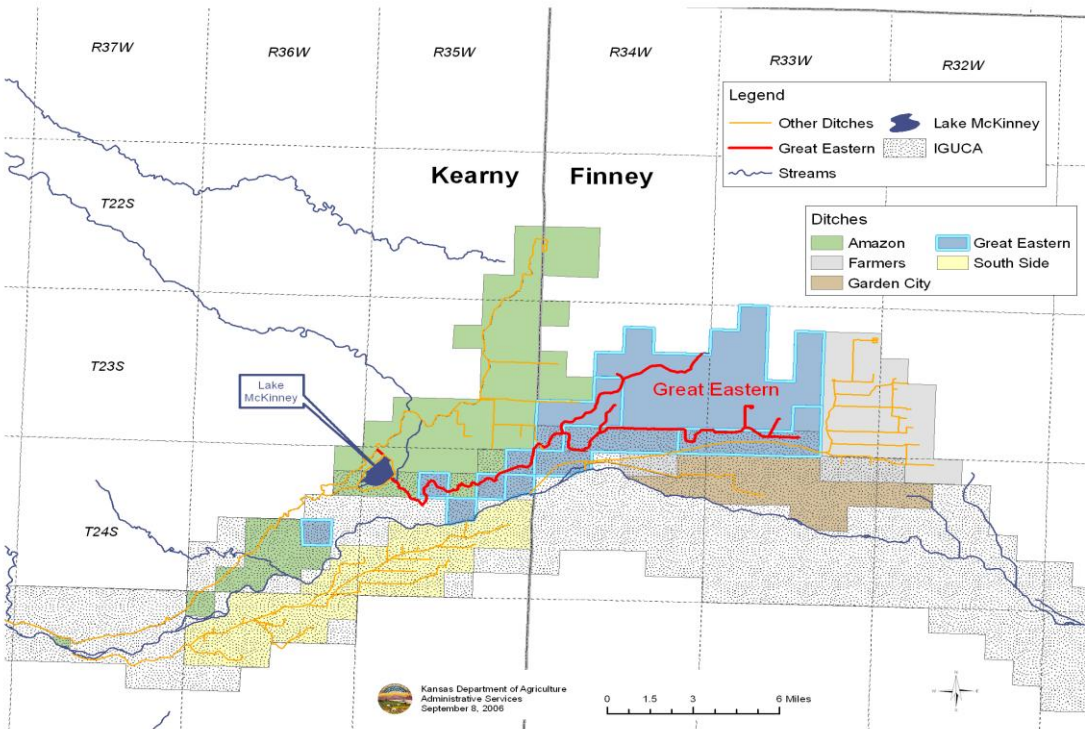 R37W
R36W
R35W
R34W
R33W
R32W
Legend
Other Ditches
Lake McKinney
Great Eastern
IGUCA
Streams
Kearny
Finney
T22S
Ditches
Amazon
Great Eastern
Farmers
South Side
Garden City
T23S
Lake
McKinney
Great Eastern
T24S
Kansas Department of Agriculture
Administrative Services
September 8, 2006
0 1.5 3 6 Miles